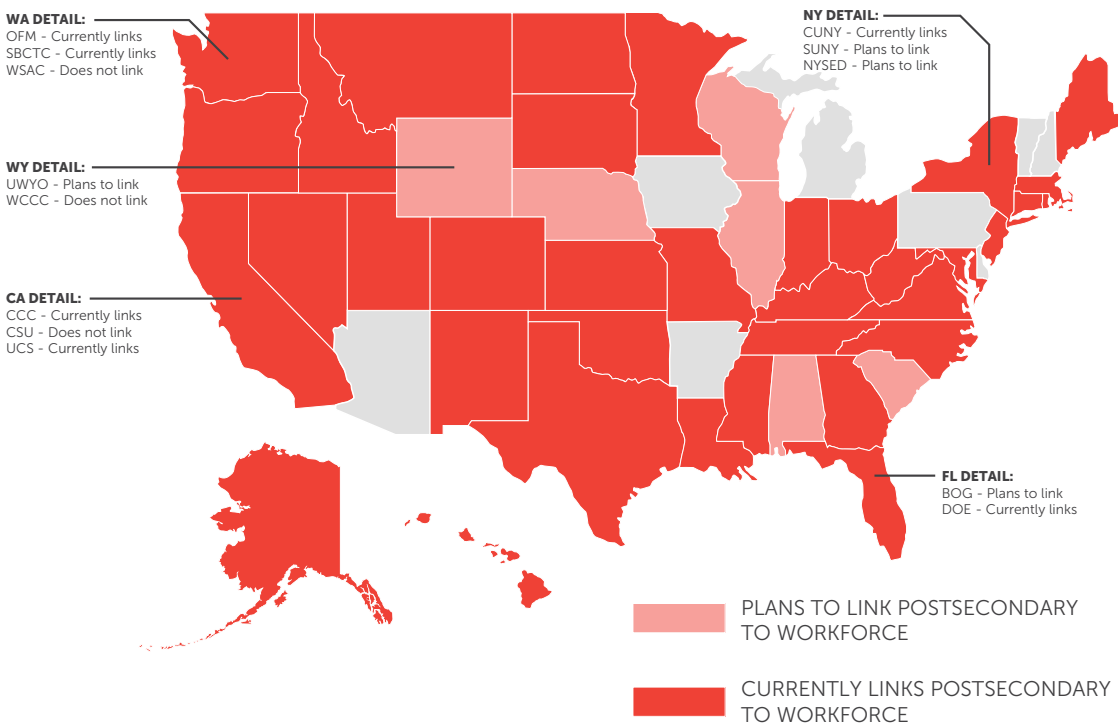 WA DETAIL:
OFM - Currently links
SBCTC - Currently links
WSAC - Does not link
NY DETAIL:
CUNY - Currently links
SUNY - Plans to link
NYSED - Plans to link
WY DETAIL:
UWYO - Plans to link
WCCC - Does not link
CA DETAIL:
CCC - Currently links
CSU - Does not link
UCS - Currently links
FL DETAIL:
BOG - Plans to link
DOE - Currently links
PLANS TO LINK POSTSECONDARY
TO WORKFORCE
CURRENTLY LINKS POSTSECONDARY
TO WORKFORCE